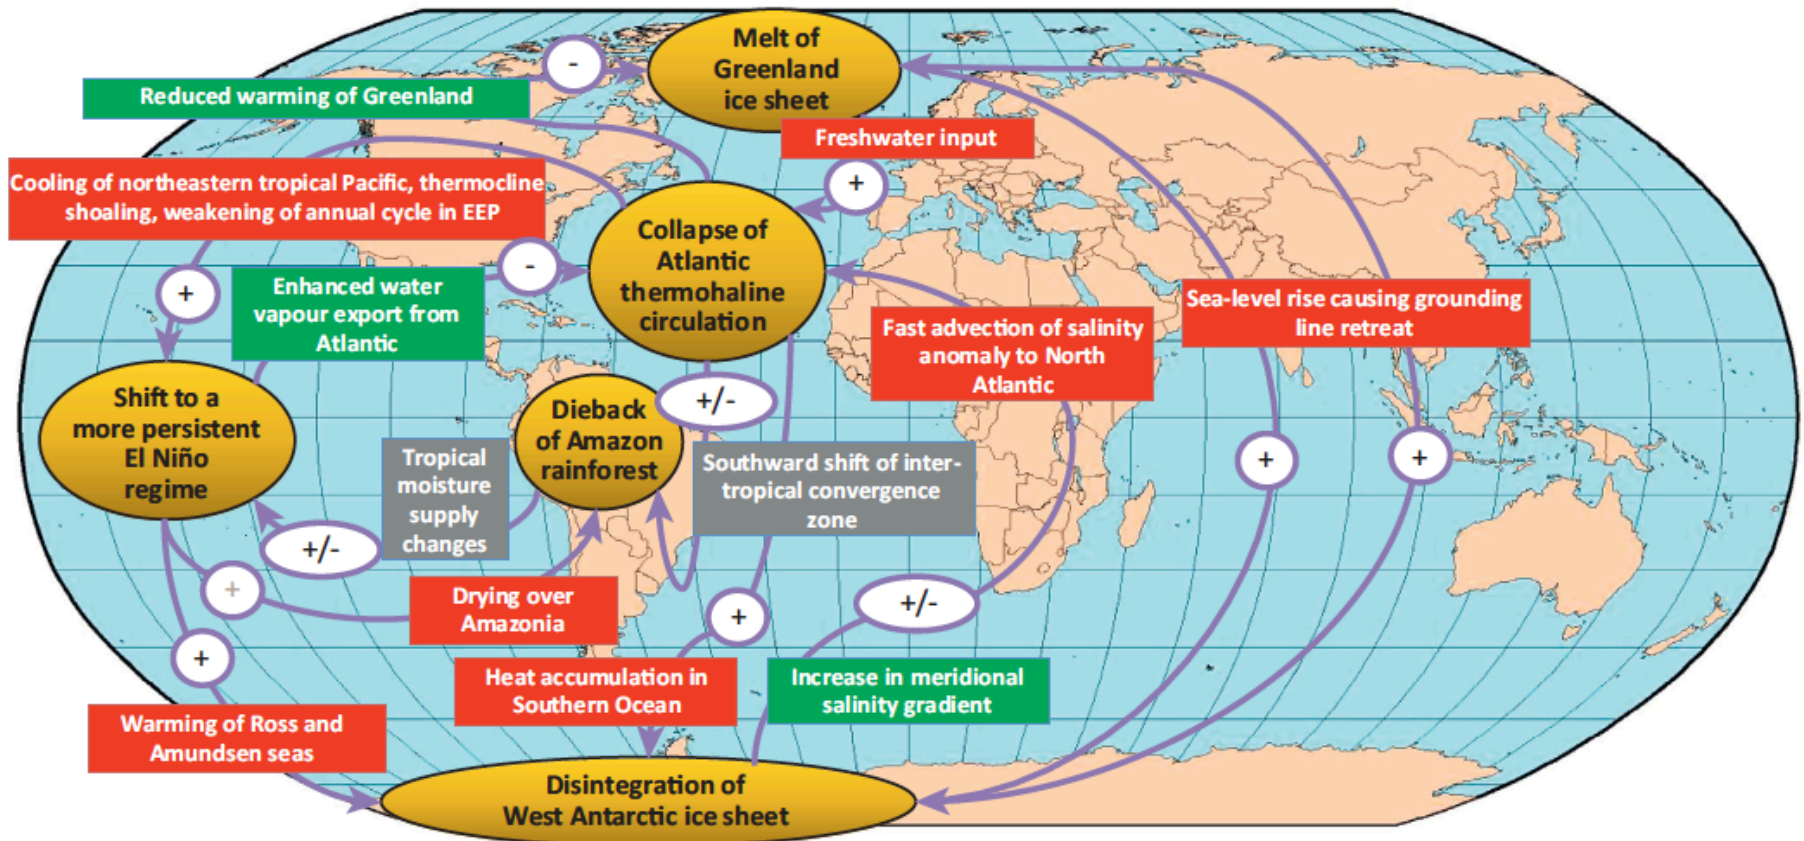 Melt of
Greenland
ice sheet
-
Reduced warming of Greenland
Freshwater input
+
Cooling of northeastern tropical Pacific, thermocline
shoaling, weakening of annual cycle in EEP
Collapse of
Atlantic
thermohaline
circulation
-
+
Enhanced water
vapour export from
Atlantic
Sea-level rise causing grounding
line retreat
Fast advection of salinity
anomaly to North
Atlantic
Shift to a
more persistent
El Niño
regime
Dieback
of Amazon
rainforest
+/-
Tropical
moisture
supply
changes
Southward shift of inter-
tropical convergence
zone
+
+
+/-
+
Drying over
Amazonia
+
+/-
+
Heat accumulation in
Southern Ocean
Increase in meridional
salinity gradient
Warming of Ross and
Amundsen seas
Disintegration of
West Antarctic ice sheet